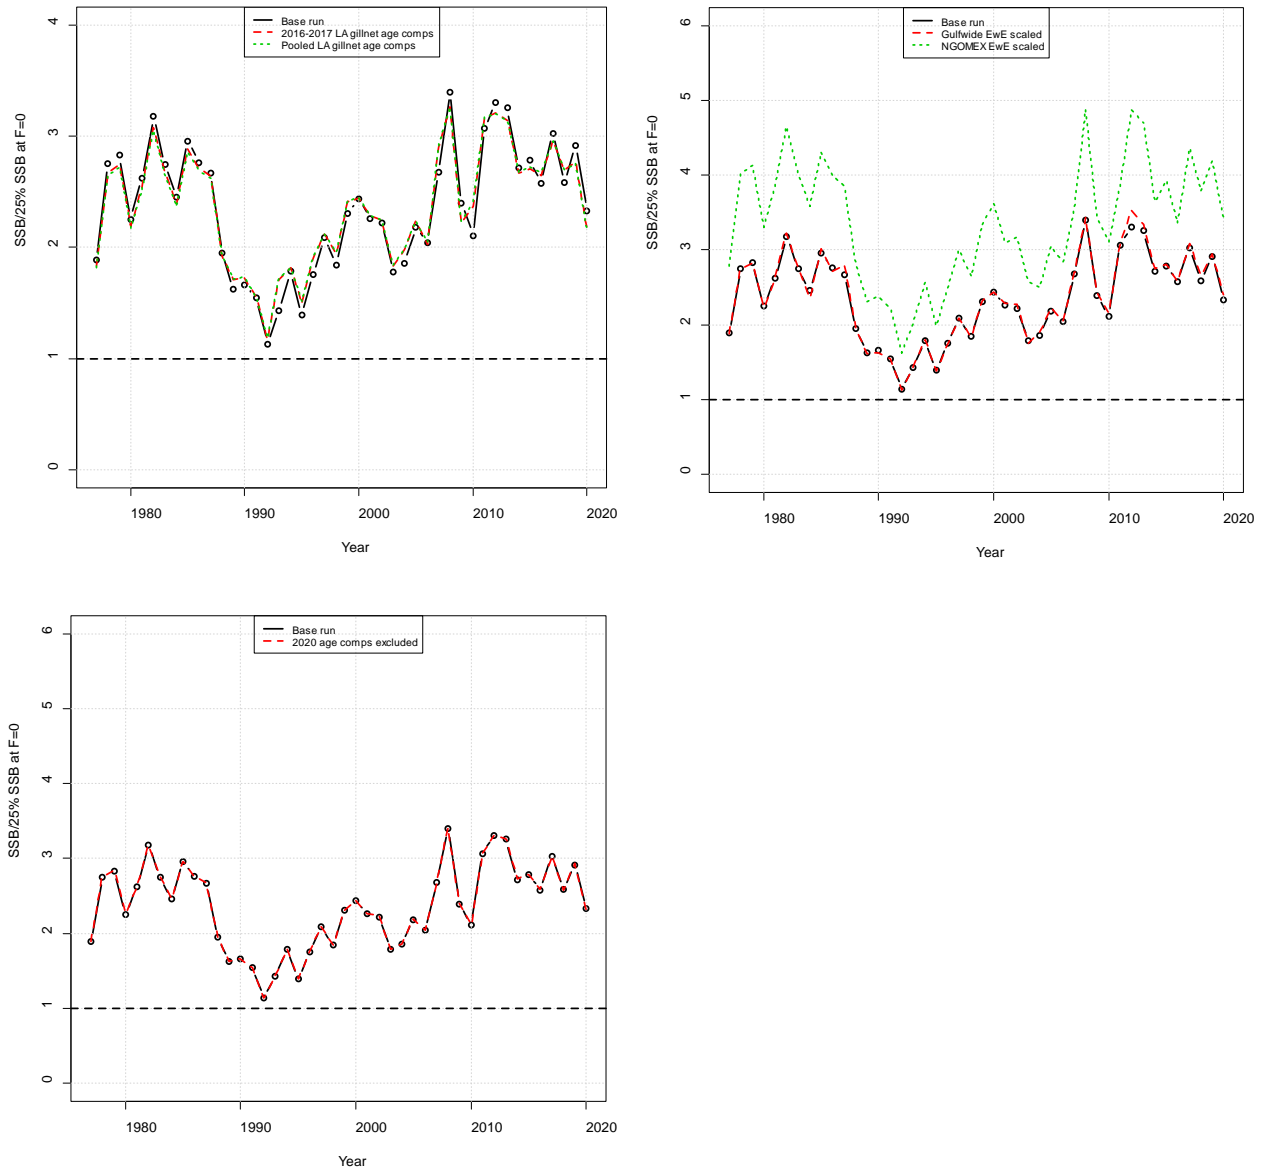 Base run
2016-2017 LA gillnet age comps
Pooled LA gillnet age comps
SSB/25% SSB at F=0
4
3
2
1
0
1980 1990 2000 2010 2020
Year
Base run
Gulfwide EwE scaled
NGOMEX EwE scaled
SSB/25% SSB at F=0
6
5
4
3
2
1
0
1980 1990 2000 2010 2020
Year
Base run
2020 age comps excluded
SSB/25% SSB at F=0
6
5
4
3
2
1
0
1980 1990 2000 2010 2020
Year